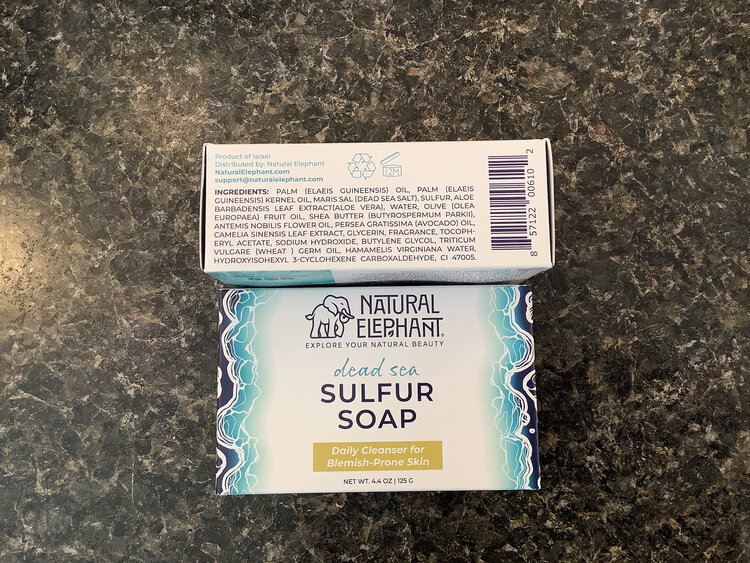 Product of Israel
Distributed by: Natural Elephant
NaturalElephant.com
support@naturalelephant.com
12M
INGREDIENTS: PALM (ELAEIS GUINEENSIS) OIL, PALM (ELAEIS
GUINEENSIS) KERNEL OIL, MARIS SAL (DEAD SEA SALT), SULFUR, ALOE
BARBADENSIS LEAF EXTRACT(ALOE VERA), WATER, OLIVE (OLEA
EUROPAEA) FRUIT OIL, SHEA BUTTER (BUTYROSPERMUM PARKII),
ANTEMIS NOBILIS FLOWER OIL, PERSEA GRATISSIMA (AVOCADO) OIL,
CAMELIA SINENSIS LEAF EXTRACT, GLYCERIN, FRAGRANCE, TOCOPH-
ERYL ACETATE, SODIUM HYDROXIDE, BUTYLENE GLYCOL, TRITICUM
VULGARE (WHEAT ) GERM OIL, HAMAMELIS VIRGINIANA WATER,
HYDROXYISOHEXYL 3-CYCLOHEXENE CARBOXALDEHYDE, CI 47005.
8 57122 00610 2
NATURAL
ELEPHANT®
EXPLORE YOUR NATURAL BEAUTY
dead sea
SULFUR
SOAP
Daily Cleanser for
Blemish-Prone Skin
NET WT. 4.4 OZ | 125 G